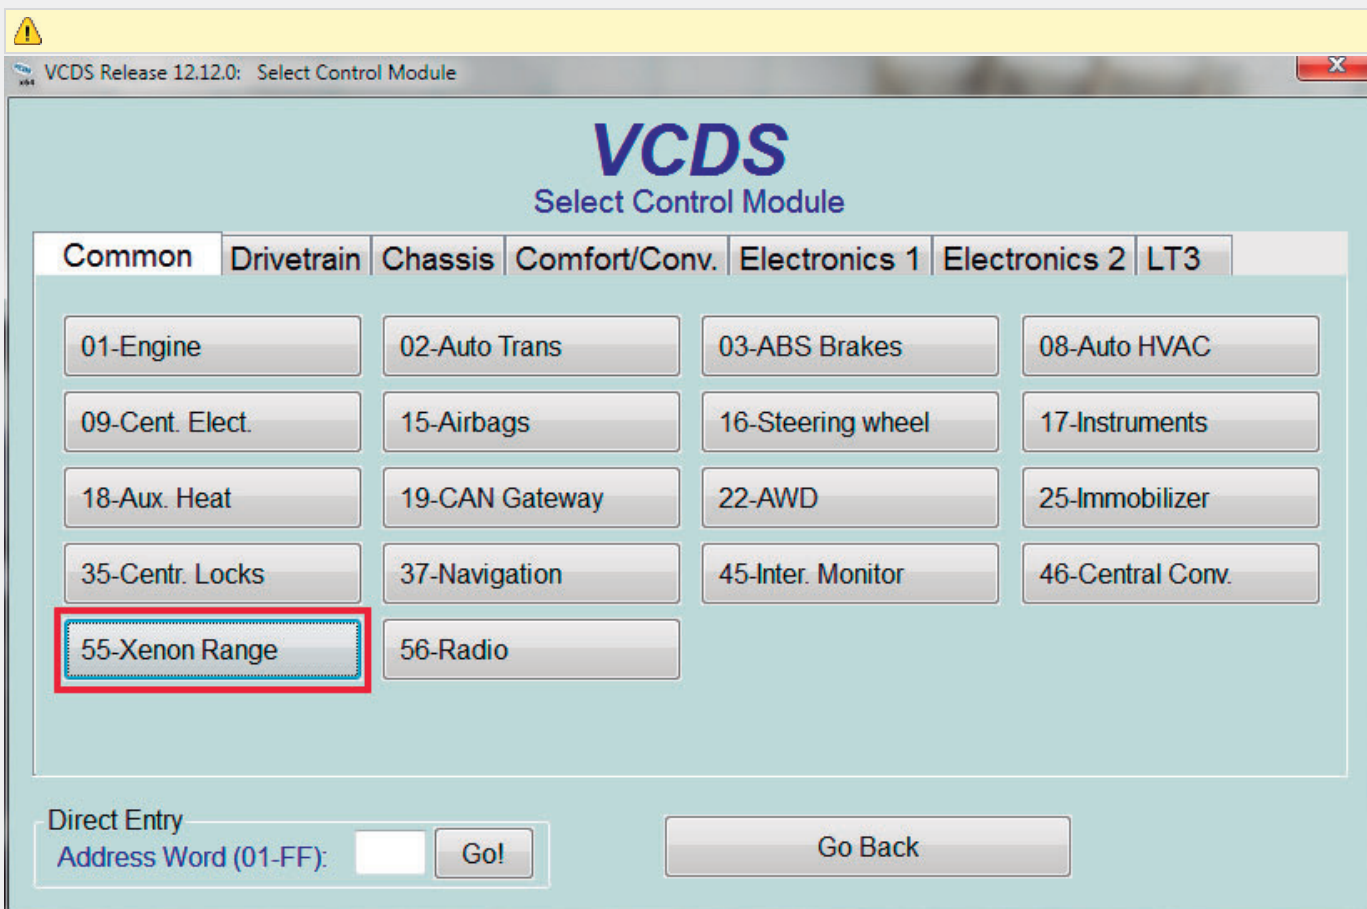 VCDS Release 12.12.0: Select Control Module
VCDS
Select Control Module
Common Drivetrain Chassis Comfort/Conv. Electronics 1 Electronics 2 LT3
01-Engine 02-Auto Trans 03-ABS Brakes 08-Auto HVAC
09-Cent. Elect. 15-Airbags 16-Steering wheel 17-Instruments
18-Aux. Heat 19-CAN Gateway 22-AWD 25-Immobilizer
35-Centr. Locks 37-Navigation 45-Inter. Monitor 46-Central Conv.
55-Xenon Range 56-Radio
Direct Entry
Address Word (01-FF): Go! Go Back